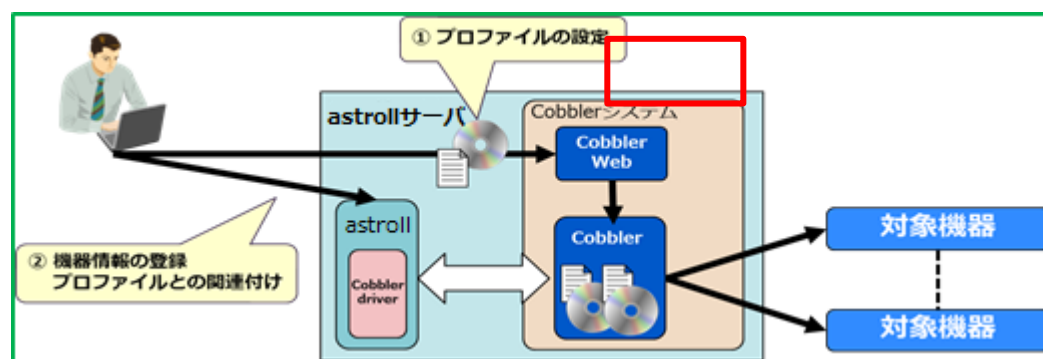 ① プロファイルの設定
astrollサーバ
Cobblerシステム
Cobbler
Web
astroll
Cobbler
driver
Cobbler
② 機器情報の登録
プロファイルとの関連付け
対象機器
対象機器